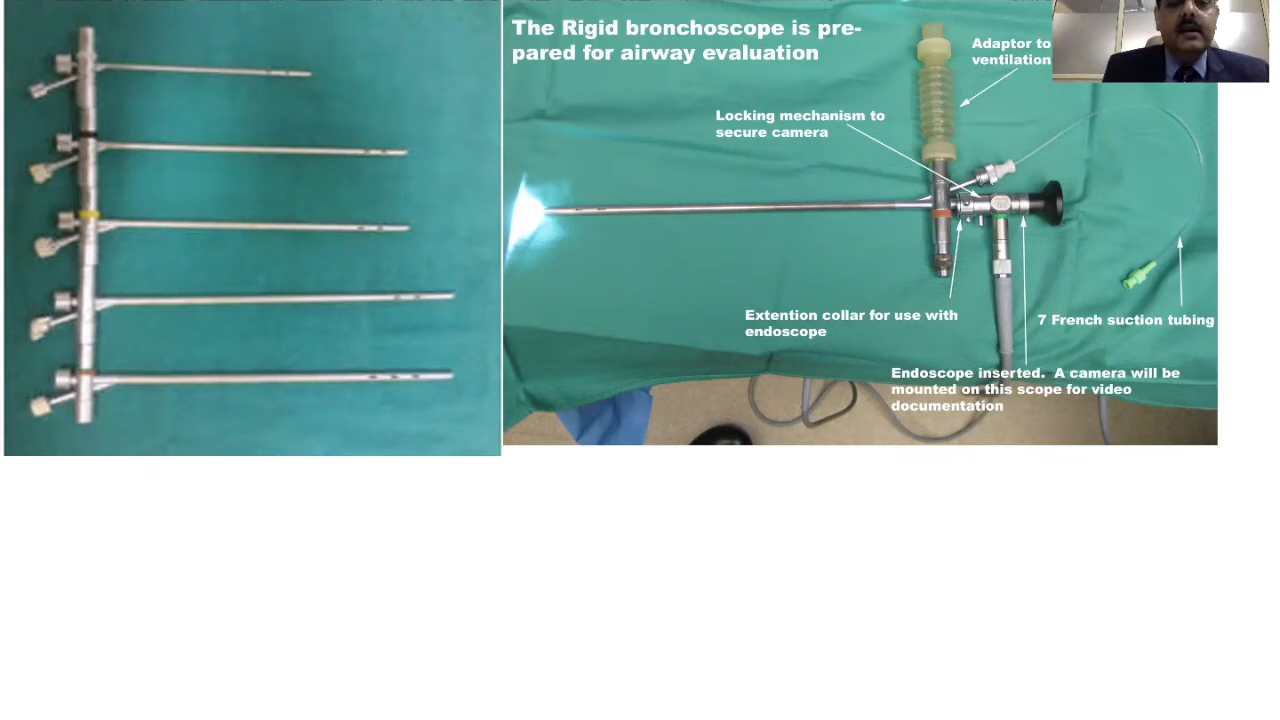 The Rigid bronchoscope is pre-
pared for airway evaluation
Adaptor to
ventilation
Locking mechanism to
secure camera
Extention collar for use with
endoscope
7 French suction tubing
Endoscope inserted. A camera will be
mounted on this scope for video
documentation